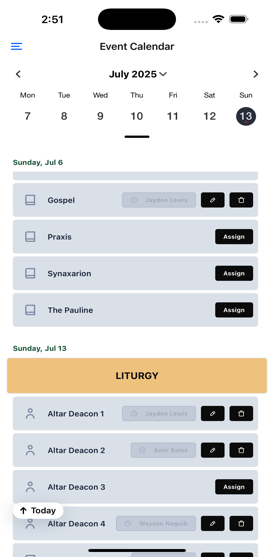 2:51
Event Calendar
July 2025
Mon Tue Wed Thu Fri Sat Sun
7 8 9 10 11 12 13
Sunday, Jul 6
Gospel Jayden Lewis
Praxis Assign
Synaxarion Assign
The Pauline Assign
Sunday, Jul 13
LITURGY
Altar Deacon 1 Jayden Lewis
Altar Deacon 2 Amir Salea
Altar Deacon 3 Assign
Today
Altar Deacon 4 Wassim Naguib